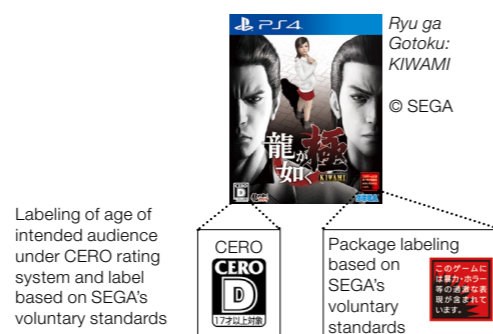 PS4
Ryu ga
Gotoku:
KIWAMI
© SEGA
龍が如く
極
KIWAMI
CERO
D
SEGA
Labeling of age of
intended audience
under CERO rating
system and label
based on SEGA's
voluntary standards
CERO
CERO
D
17才以上対象
Package labeling
based on
SEGA's
voluntary
standards
このゲームに
は暴力・ホラー
等の過激な表
現が含まれて
います。